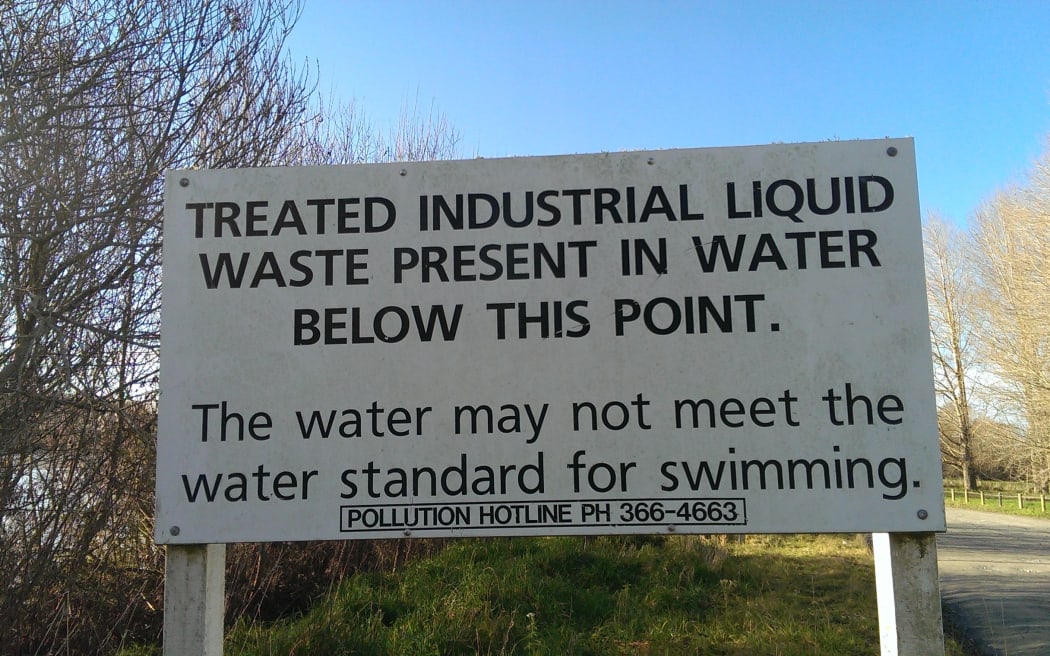 TREATED INDUSTRIAL LIQUID
WASTE PRESENT IN WATER
BELOW THIS POINT.
The water may not meet the
water standard for swimming.
POLLUTION HOTLINE PH 366-4663